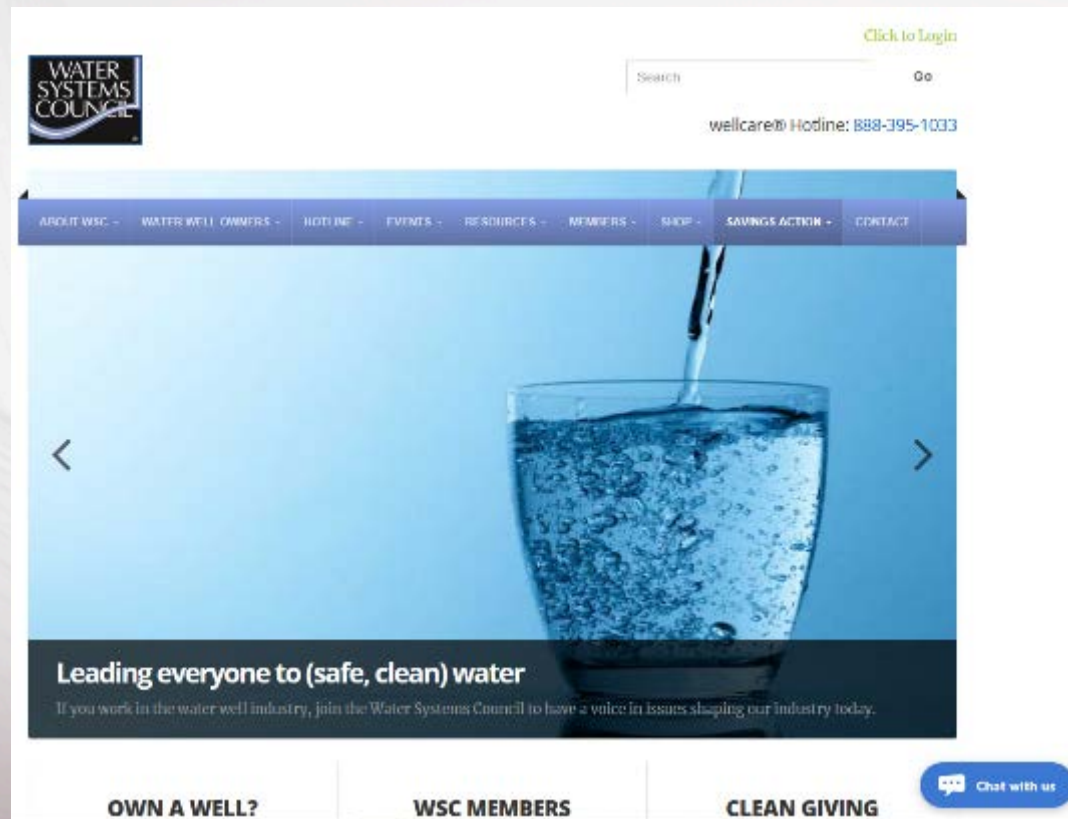 Click to Login
WATER
SYSTEMS
COUNCIL
Search Go
wellcare® Hotline: 888-395-1033
ABOUT WSC WATER WELL OWNERS HOTLINE EVENTS RESOURCES MEMBERS SHOP SAVINGS ACTION CONTACT
Leading everyone to (safe, clean) water
If you work in the water well industry, join the Water Systems Council to have a voice in issues shaping our industry today.
Chat with us
OWN A WELL? WSC MEMBERS CLEAN GIVING